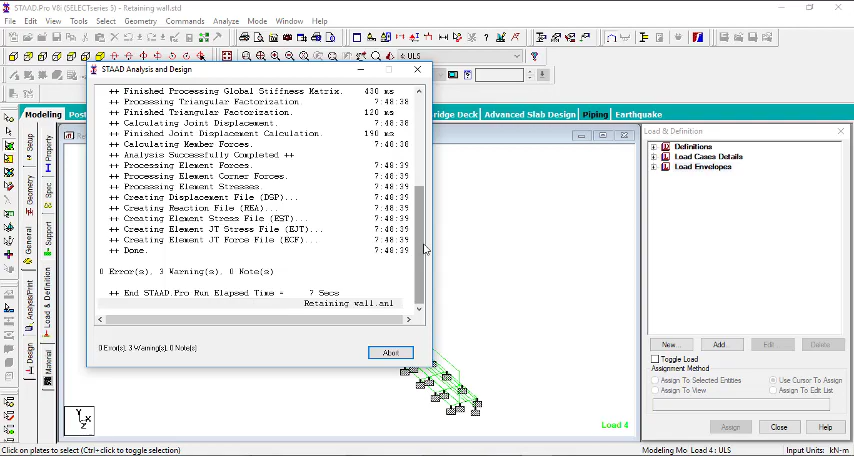 STAAD.Pro V8i (SELECTseries 5) - Retaining wall.std
File Edit View Tools Select Geometry Commands Analyze Mode Window Help
4: ULS
STAAD Analysis and Design
++ Finished Processing Global Stiffness Matrix. 430 ms
++ Processing Triangular Factorization 7:48:38
++ Finished Triangular Factorization. 120 ms
++ Calculating Joint Displacement. 7:48:38
++ Finished Joint Displacement Calculation. 190 ms
++ Calculating Member Forces. 7:48:38
++ Analysis Successfully Completed ++
++ Processing Element Forces. 7:48:39
++ Processing Element Corner Forces. 7:48:39
++ Processing Element Stresses. 7:48:39
++ Creating Displacement File (DSP)... 7:48:39
++ Creating Reaction File (REA)... 7:48:39
++ Creating Element Stress File (EST)... 7:48:39
++ Creating Element JT Stress File (EJT)... 7:48:39
++ Creating Element JT Force File (ECF)... 7:48:39
++ Done. 7:48:39
0 Error(s), 3 Warning(s), 0 Note(s)
++ End STAAD.Pro Run Elapsed Time = 7 Secs
Retaining wall.anl
0 Error(s), 3 Warning(s), 0 Note(s)
Abort
Modeling
ridge Deck Advanced Slab Design Piping Earthquake
Setup
Geometry
General
Analysis/Print
Design
Property
Spec
Support
Load & Definition
Material
Load & Definition
Definitions
Load Cases Details
Load Envelopes
New... Add... Edit... Delete
Toggle Load
Assignment Method
Assign To Selected Entities Use Cursor To Assign
Assign To View Assign To Edit List
Assign Close Help
Y
X
Z
Load 4
Click on plates to select (Ctrl+click to toggle selection)
Modeling Mo Load 4 : ULS Input Units: kN-m